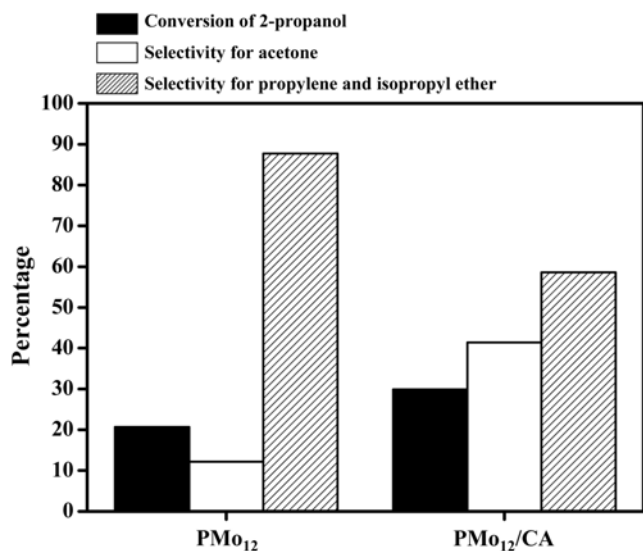 Conversion of 2-propanol
Selectivity for acetone
Selectivity for propylene and isopropyl ether
100
90
80
70
60
50
40
30
20
10
0
Percentage
PMo₁₂
PMo₁₂/CA